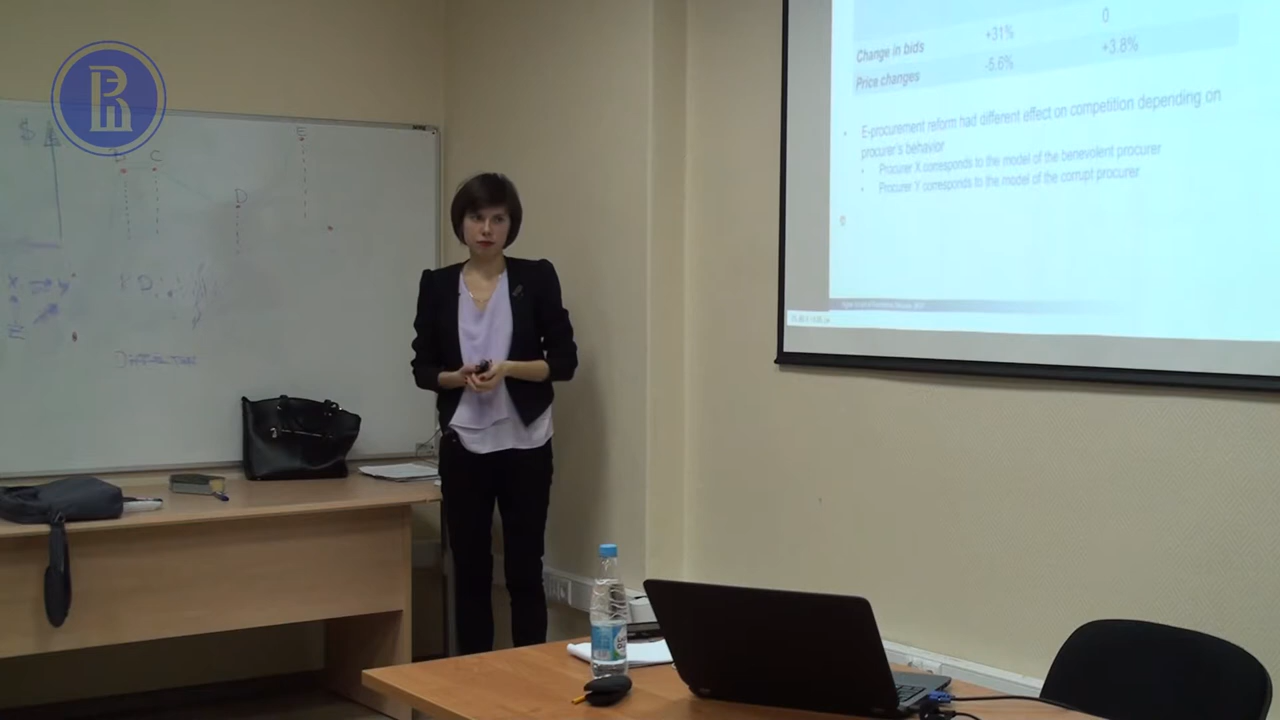 0
Change in bids +31%
Price changes -5.6% +3.8%
E-procurement reform had different effect on competition depending on
procurer's behavior
Procurer X corresponds to the model of the benevolent procurer
Procurer Y corresponds to the model of the corrupt procurer
$
C
E
D
X